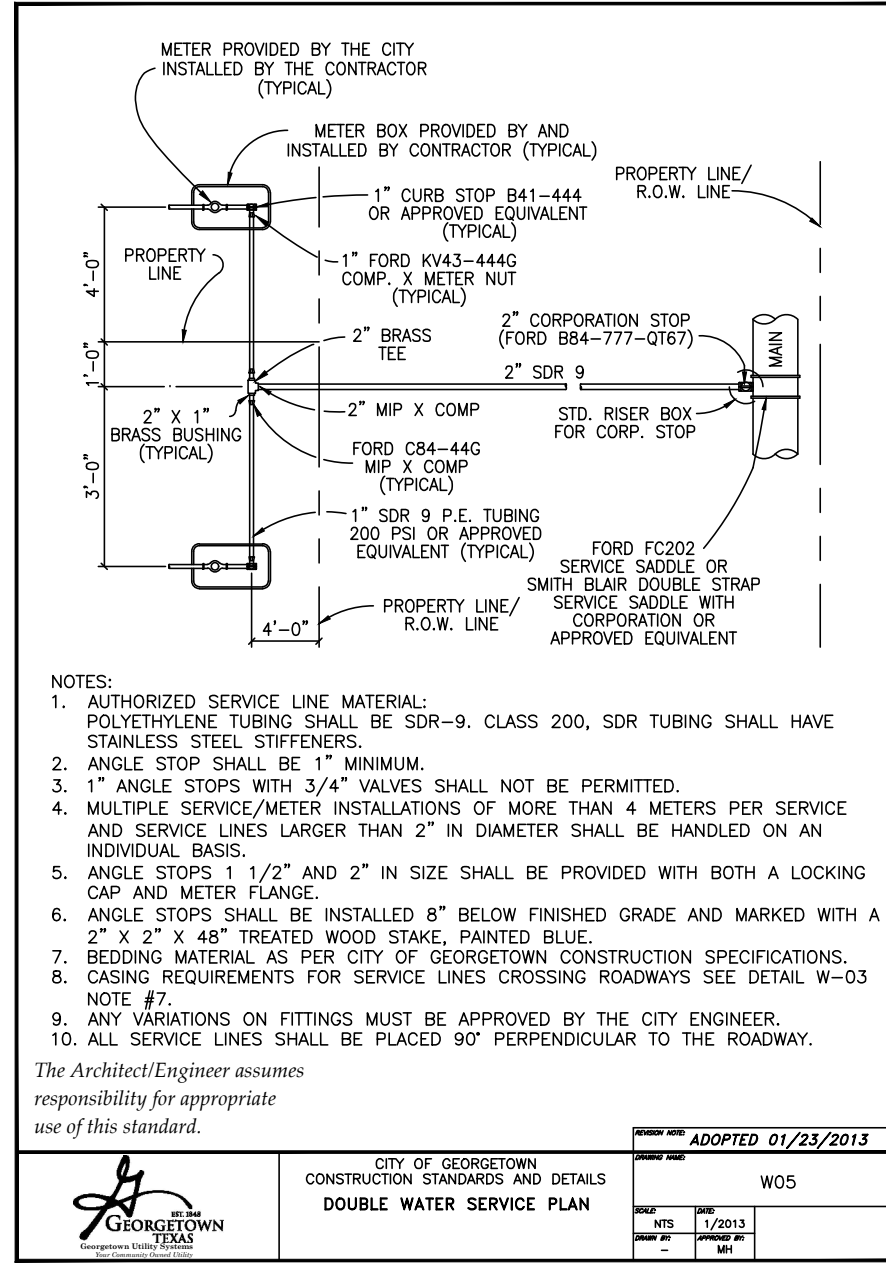 METER PROVIDED BY THE CITY
INSTALLED BY THE CONTRACTOR
(TYPICAL)
METER BOX PROVIDED BY AND
INSTALLED BY CONTRACTOR (TYPICAL)
PROPERTY LINE/
R.O.W. LINE
1" CURB STOP B41-444
OR APPROVED EQUIVALENT
(TYPICAL)
PROPERTY
LINE
4'-0"
1" FORD KV43-444G
COMP. X METER NUT
(TYPICAL)
2" CORPORATION STOP
(FORD B84-777-QT67)
MAIN
2" BRASS
TEE
1'-0"
2" SDR 9
2" X 1"
BRASS BUSHING
(TYPICAL)
2" MIP X COMP
STD. RISER BOX
FOR CORP. STOP
FORD C84-44G
MIP X COMP
(TYPICAL)
3'-0"
1" SDR 9 P.E. TUBING
200 PSI OR APPROVED
EQUIVALENT (TYPICAL)
FORD FC202
SERVICE SADDLE OR
SMITH BLAIR DOUBLE STRAP
SERVICE SADDLE WITH
CORPORATION OR
APPROVED EQUIVALENT
PROPERTY LINE/
R.O.W. LINE
4'-0"
NOTES:
1. AUTHORIZED SERVICE LINE MATERIAL:
POLYETHYLENE TUBING SHALL BE SDR-9. CLASS 200, SDR TUBING SHALL HAVE
STAINLESS STEEL STIFFENERS.
2. ANGLE STOP SHALL BE 1" MINIMUM.
3. 1" ANGLE STOPS WITH 3/4" VALVES SHALL NOT BE PERMITTED.
4. MULTIPLE SERVICE/METER INSTALLATIONS OF MORE THAN 4 METERS PER SERVICE
AND SERVICE LINES LARGER THAN 2" IN DIAMETER SHALL BE HANDLED ON AN
INDIVIDUAL BASIS.
5. ANGLE STOPS 1 1/2" AND 2" IN SIZE SHALL BE PROVIDED WITH BOTH A LOCKING
CAP AND METER FLANGE.
6. ANGLE STOPS SHALL BE INSTALLED 8" BELOW FINISHED GRADE AND MARKED WITH A
2" X 2" X 48" TREATED WOOD STAKE, PAINTED BLUE.
7. BEDDING MATERIAL AS PER CITY OF GEORGETOWN CONSTRUCTION SPECIFICATIONS.
8. CASING REQUIREMENTS FOR SERVICE LINES CROSSING ROADWAYS SEE DETAIL W-03
NOTE #7.
9. ANY VARIATIONS ON FITTINGS MUST BE APPROVED BY THE CITY ENGINEER.
10. ALL SERVICE LINES SHALL BE PLACED 90° PERPENDICULAR TO THE ROADWAY.
The Architect/Engineer assumes
responsibility for appropriate
use of this standard.
REVISION NOTE: ADOPTED 01/23/2013
EST. 1848
GEORGETOWN
TEXAS
Georgetown Utility Systems
Your Community Owned Utility
CITY OF GEORGETOWN
CONSTRUCTION STANDARDS AND DETAILS
DOUBLE WATER SERVICE PLAN
DRAWING NAME:
W05
SCALE: NTS
DATE: 1/2013
DRAWN BY: –
APPROVED BY: MH